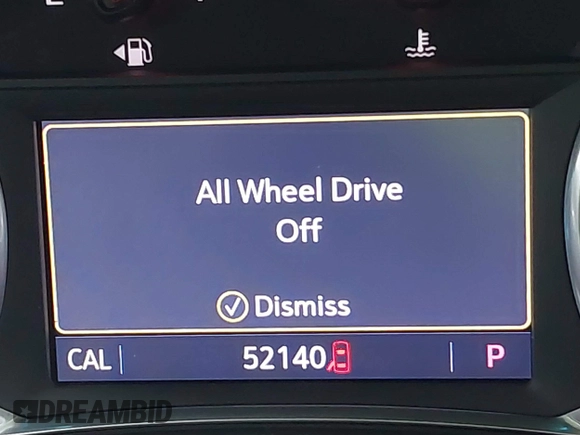 All Wheel Drive
Off
Dismiss
CAL 52140 P
DREAMBID